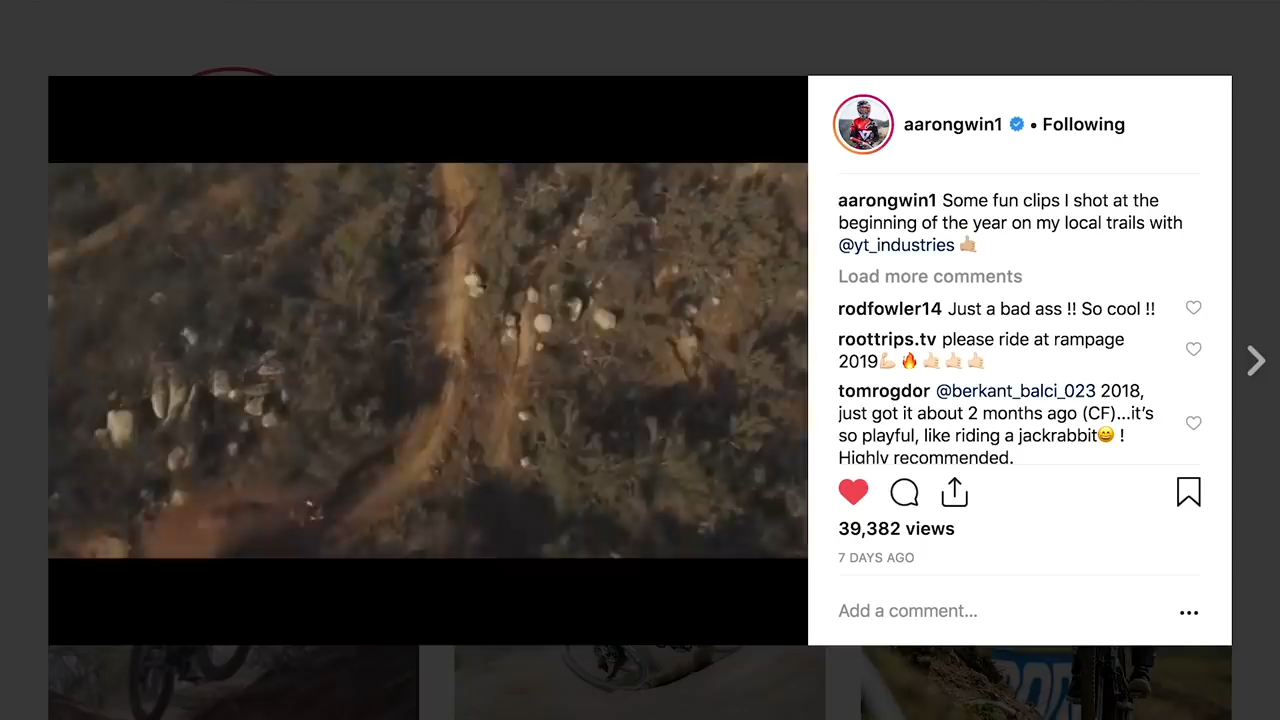 aarongwin1 • Following
aarongwin1 Some fun clips I shot at the
beginning of the year on my local trails with
@yt_industries 🤙🏼
Load more comments
rodfowler14 Just a bad ass !! So cool !!
roottrips.tv please ride at rampage
2019💪🏼🔥🤙🏼🤙🏼🤙🏼
tomrogdor @berkant_balci_023 2018,
just got it about 2 months ago (CF)...it's
so playful, like riding a jackrabbit😄 !
Highly recommended.
39,382 views
7 DAYS AGO
Add a comment...